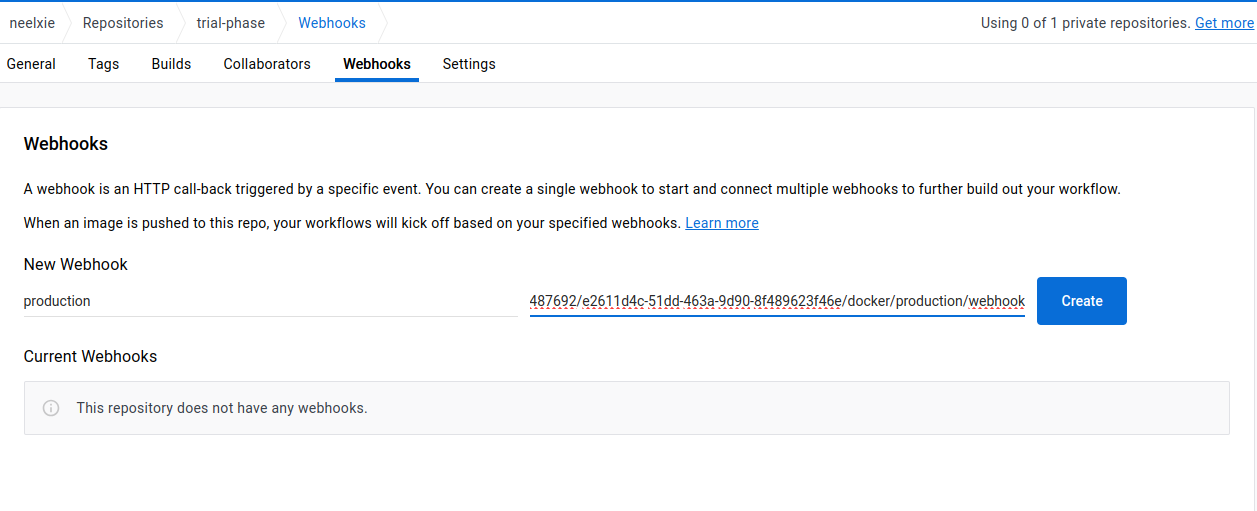 neelxie Repositories trial-phase Webhooks Using 0 of 1 private repositories. Get more
General Tags Builds Collaborators Webhooks Settings
Webhooks
A webhook is an HTTP call-back triggered by a specific event. You can create a single webhook to start and connect multiple webhooks to further build out your workflow.
When an image is pushed to this repo, your workflows will kick off based on your specified webhooks. Learn more
New Webhook
production 487692/e2611d4c-51dd-463a-9d90-8f489623f46e/docker/production/webhook Create
Current Webhooks
This repository does not have any webhooks.